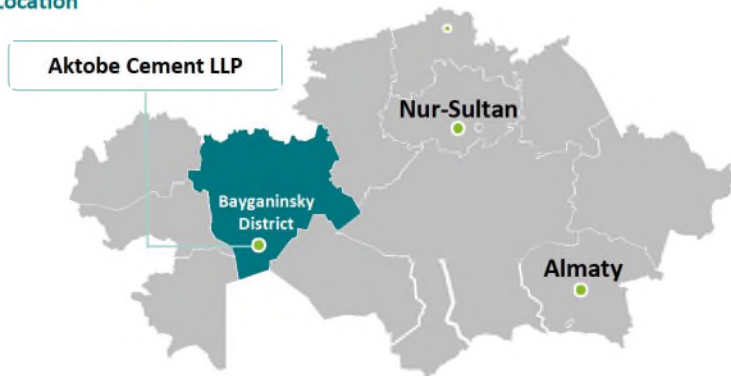 Location
Aktobe Cement LLP
Nur-Sultan
Bayganinsky
District
Almaty